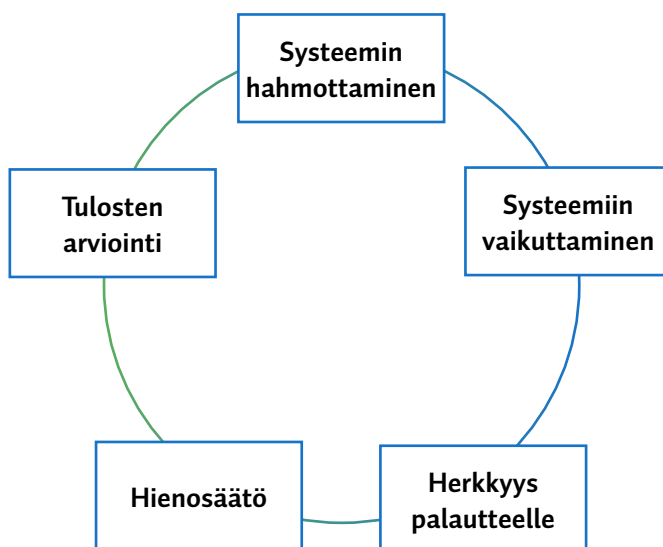 Systeemin
hahmottaminen
Systeemiin
vaikuttaminen
Herkkyys
palautteelle
Hienosäätö
Tulosten
arviointi